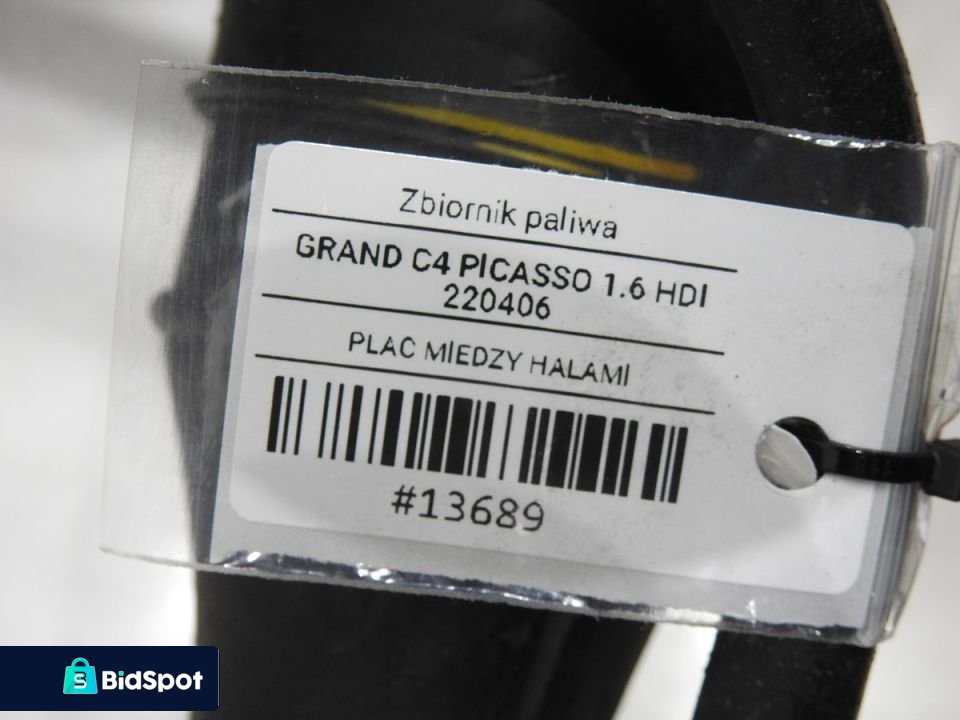 Zbiornik paliwa
GRAND C4 PICASSO 1.6 HDI
220406
PLAC MIEDZY HALAMI
#13689
BidSpot